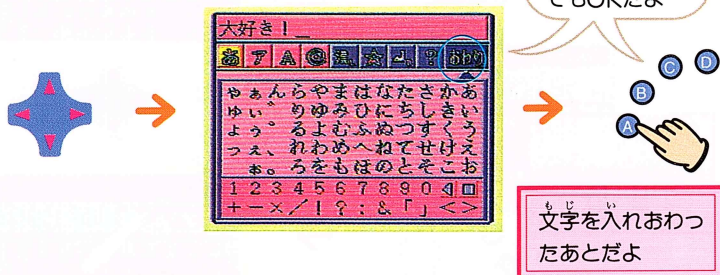 でもOKだよ
大好き！_
あ ア A @ ☆ おわり
ゃ ぁ ん ら や ま は な た さ か あ
ゅ ぃ ゛ り ゆ み ひ に ち し き い
ょ ぅ ゜ る よ む ふ ぬ つ す く う
っ ぇ 、 れ わ め へ ね て せ け え
ぉ 。 ろ を も ほ の と そ こ お
1 2 3 4 5 6 7 8 9 0
+ − × / ! ? : & 「 」 < >
D
C
B
A
文字を入れおわっ
たあとだよ